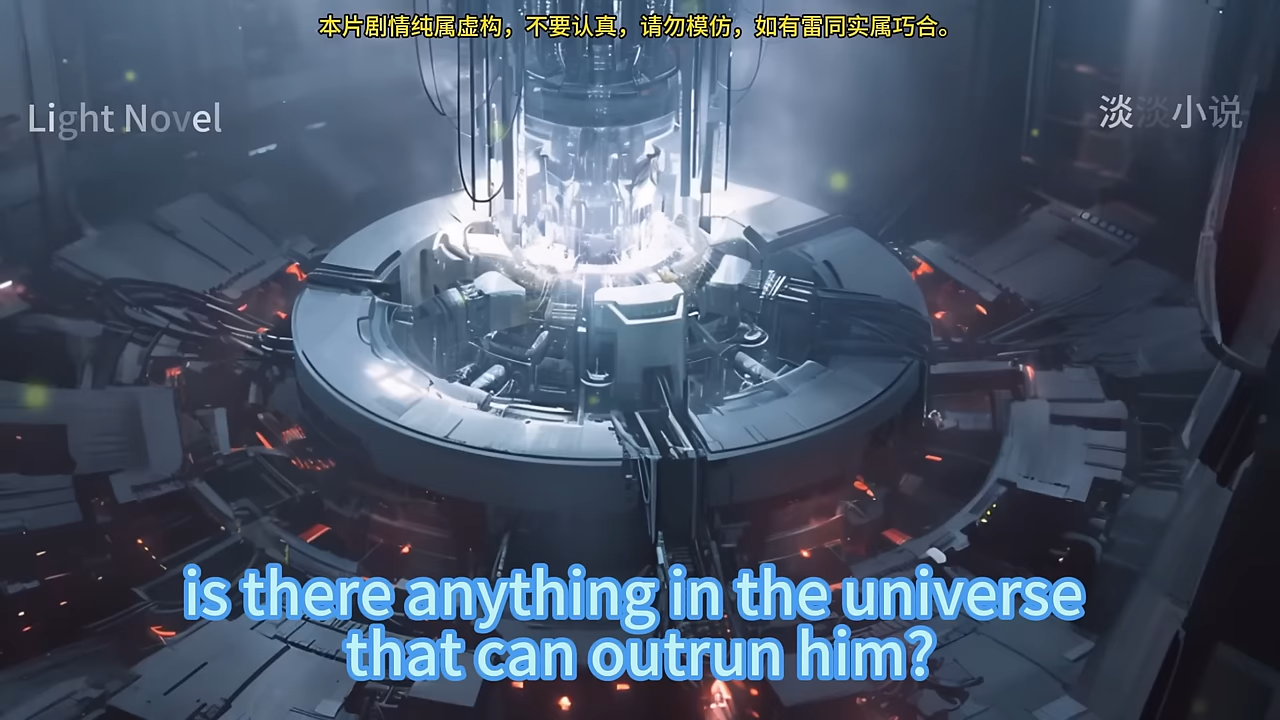 本片剧情纯属虚构，不要认真，请勿模仿，如有雷同实属巧合。
Light Novel
淡淡小说
is there anything in the universe
that can outrun him?